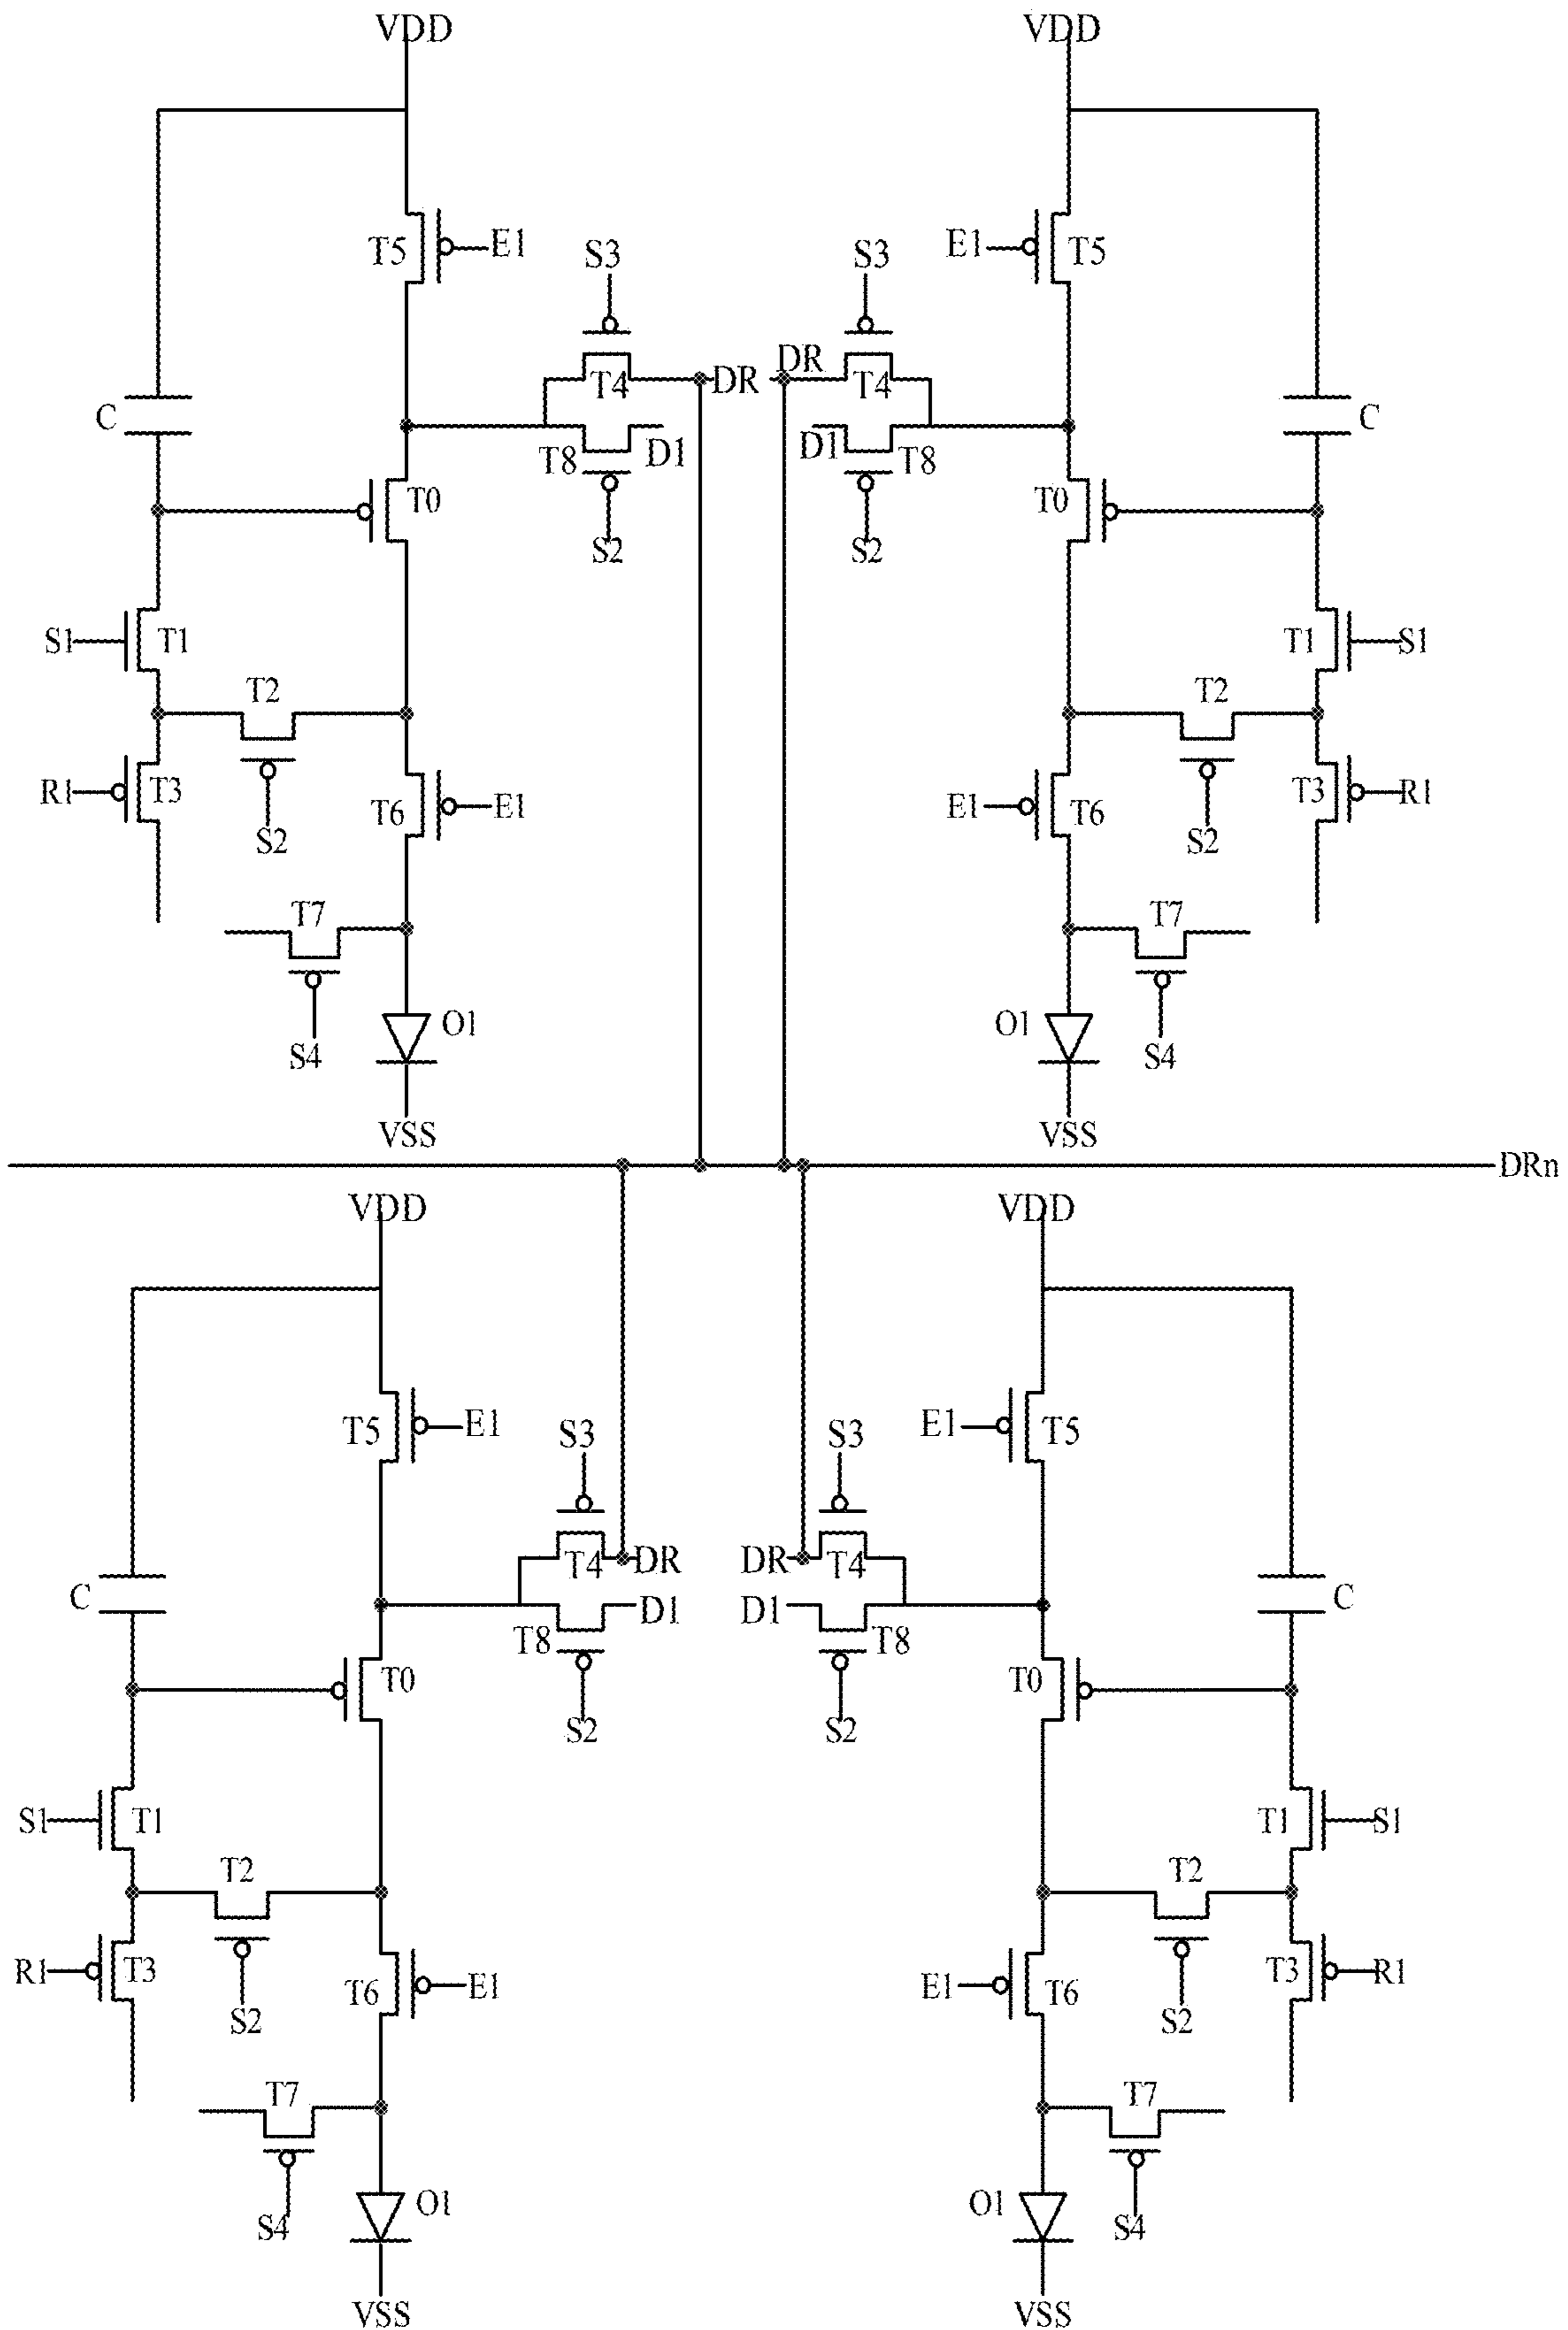 VDD VDD
T5 E1 S3 S3 E1 T5
C T4 DR DR T4 C
T8 D1 D1 T8
T0 S2 S2 T0
S1 T1 T1 S1
T2 T2
R1 T3 T6 E1 E1 T6 T3 R1
S2 S2
T7 T7
S4 O1 O1 S4
VSS VSS
DRn
VDD VDD
T5 E1 S3 S3 E1 T5
C T4 DR DR T4 C
T8 D1 D1 T8
T0 S2 S2 T0
S1 T1 T1 S1
T2 T2
R1 T3 T6 E1 E1 T6 T3 R1
S2 S2
T7 T7
S4 O1 O1 S4
VSS VSS